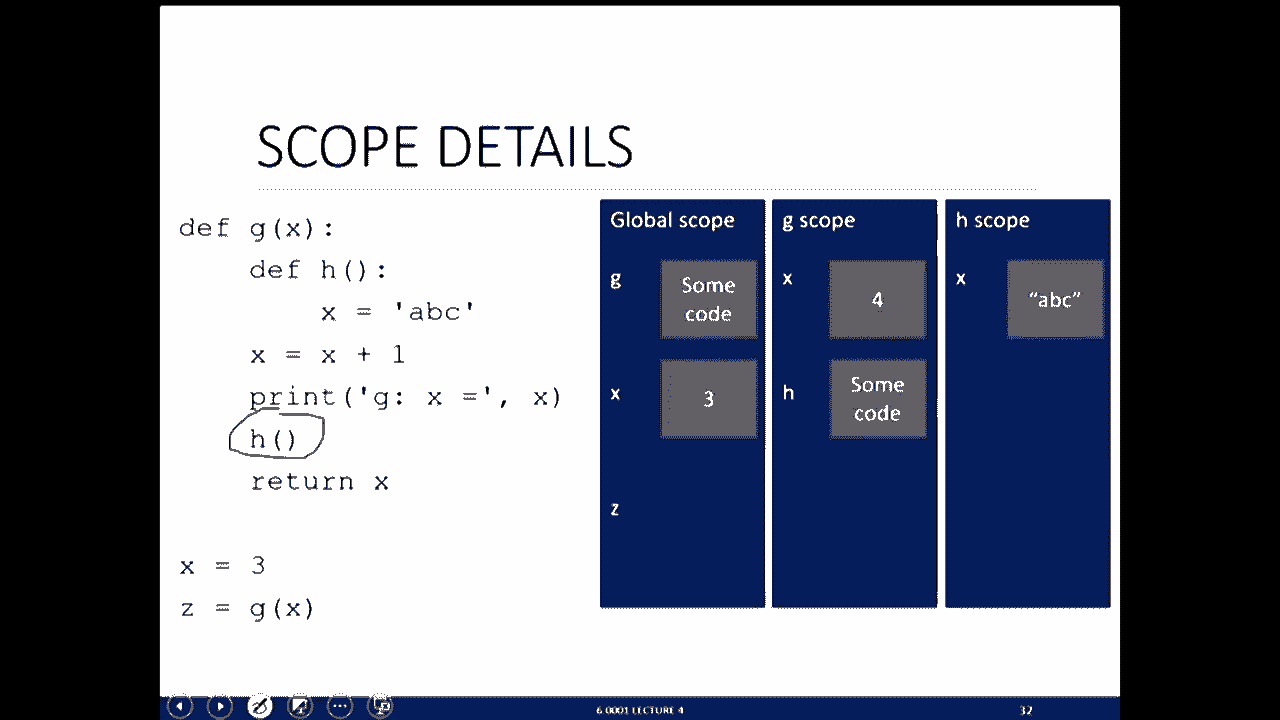 SCOPE DETAILS
def g(x):
    def h():
        x = 'abc'
    x = x + 1
    print('g: x =', x)
    h()
    return x
x = 3
z = g(x)
Global scope
g
Some
code
x
3
z
g scope
x
4
h
Some
code
h scope
x
“abc”
6.0001 LECTURE 4
32